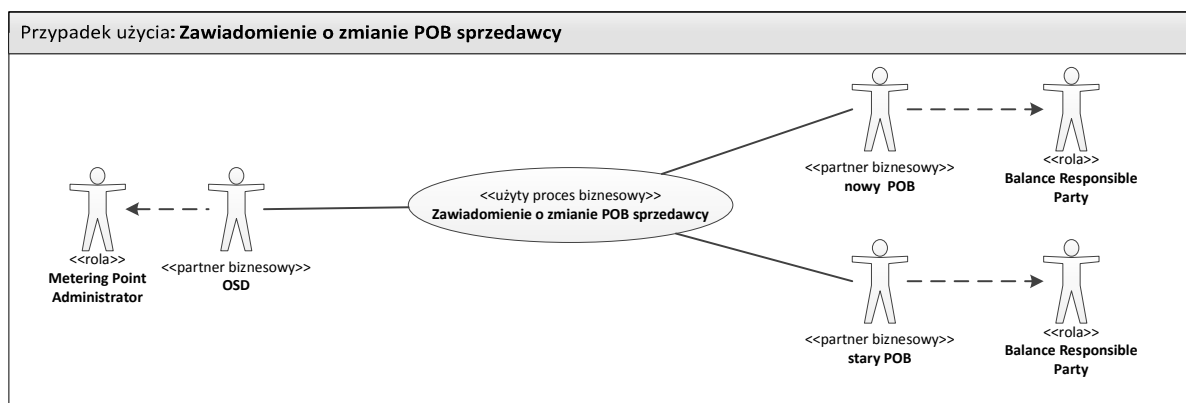 Przypadek użycia: Zawiadomienie o zmianie POB sprzedawcy
<<partner biznesowy>>
nowy POB
<<rola>>
Balance Responsible
Party
<<użyty proces biznesowy>>
Zawiadomienie o zmianie POB sprzedawcy
<<rola>>
Metering Point
Administrator
<<partner biznesowy>>
OSD
<<partner biznesowy>>
stary POB
<<rola>>
Balance Responsible
Party